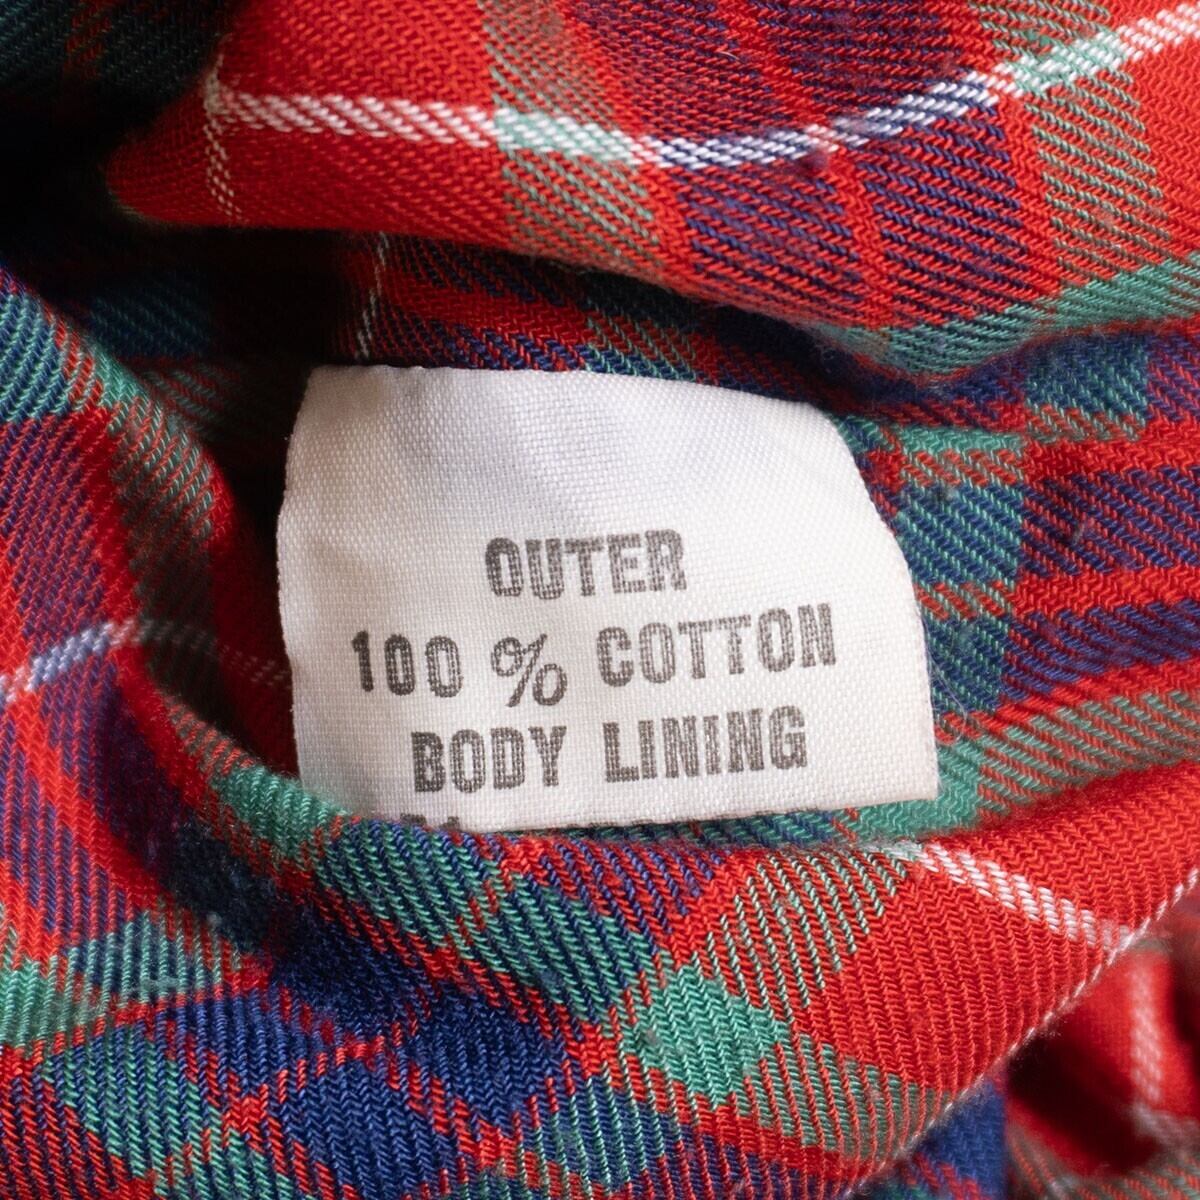 OUTER
100 % COTTON
BODY LINING